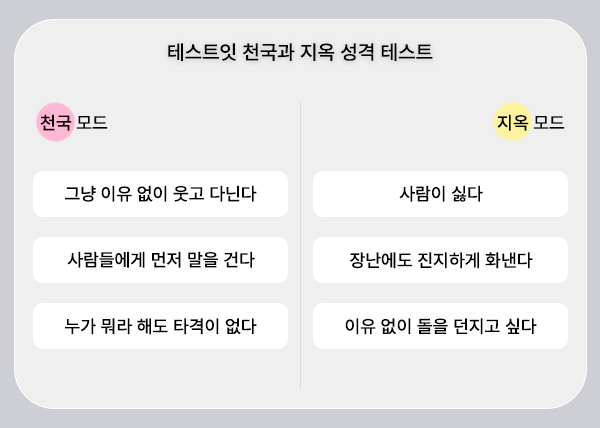 테스트잇 천국과 지옥 성격 테스트
천국 모드
지옥 모드
그냥 이유 없이 웃고 다닌다
사람이 싫다
사람들에게 먼저 말을 건다
장난에도 진지하게 화낸다
누가 뭐라 해도 타격이 없다
이유 없이 돌을 던지고 싶다